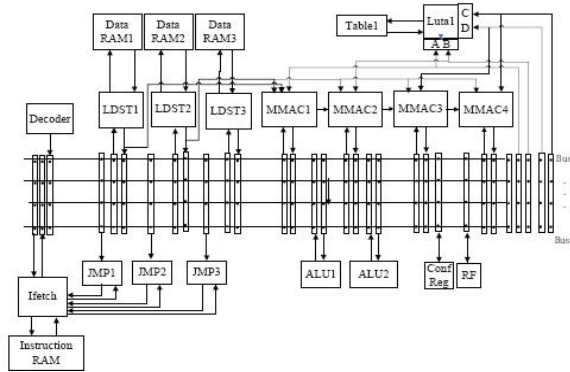 Data RAM1
Data RAM2
Data RAM3
Table1
Luta1
C
D
A B
Decoder
LDST1
LDST2
LDST3
MMAC1
MMAC2
MMAC3
MMAC4
Bus
Bus
JMP1
JMP2
JMP3
ALU1
ALU2
Conf Reg
RF
Ifetch
Instruction RAM